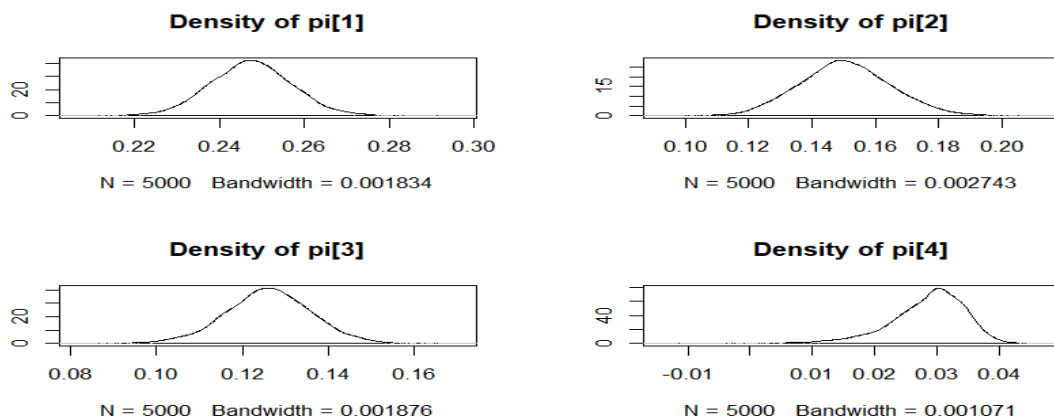 Density of pi[1]
20
0
0.22 0.24 0.26 0.28 0.30
N = 5000 Bandwidth = 0.001834
Density of pi[2]
15
0
0.10 0.12 0.14 0.16 0.18 0.20
N = 5000 Bandwidth = 0.002743
Density of pi[3]
20
0
0.08 0.10 0.12 0.14 0.16
N = 5000 Bandwidth = 0.001876
Density of pi[4]
40
0
-0.01 0.01 0.02 0.03 0.04
N = 5000 Bandwidth = 0.001071